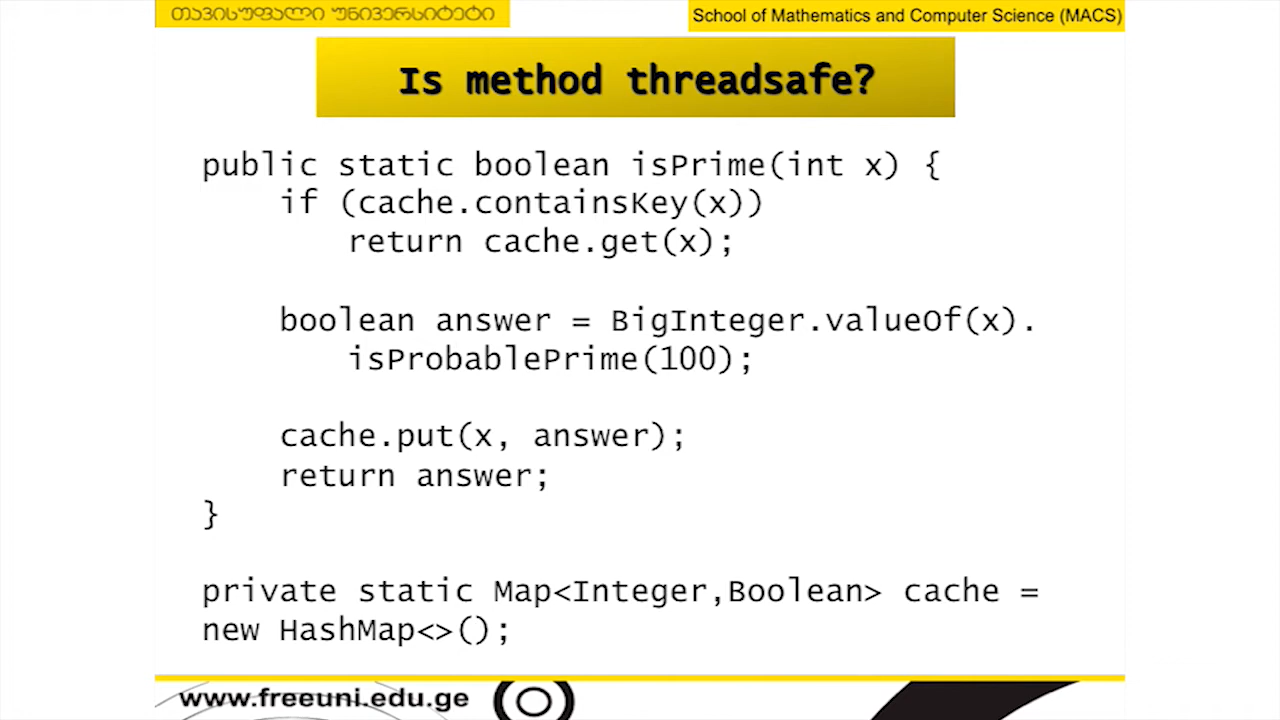 თავისუფალი უნივერსიტეტი
School of Mathematics and Computer Science (MACS)
Is method threadsafe?
public static boolean isPrime(int x) {
if (cache.containsKey(x))
return cache.get(x);
boolean answer = BigInteger.valueOf(x).
isProbablePrime(100);
cache.put(x, answer);
return answer;
}
private static Map<Integer,Boolean> cache =
new HashMap<>();
www.freeuni.edu.ge